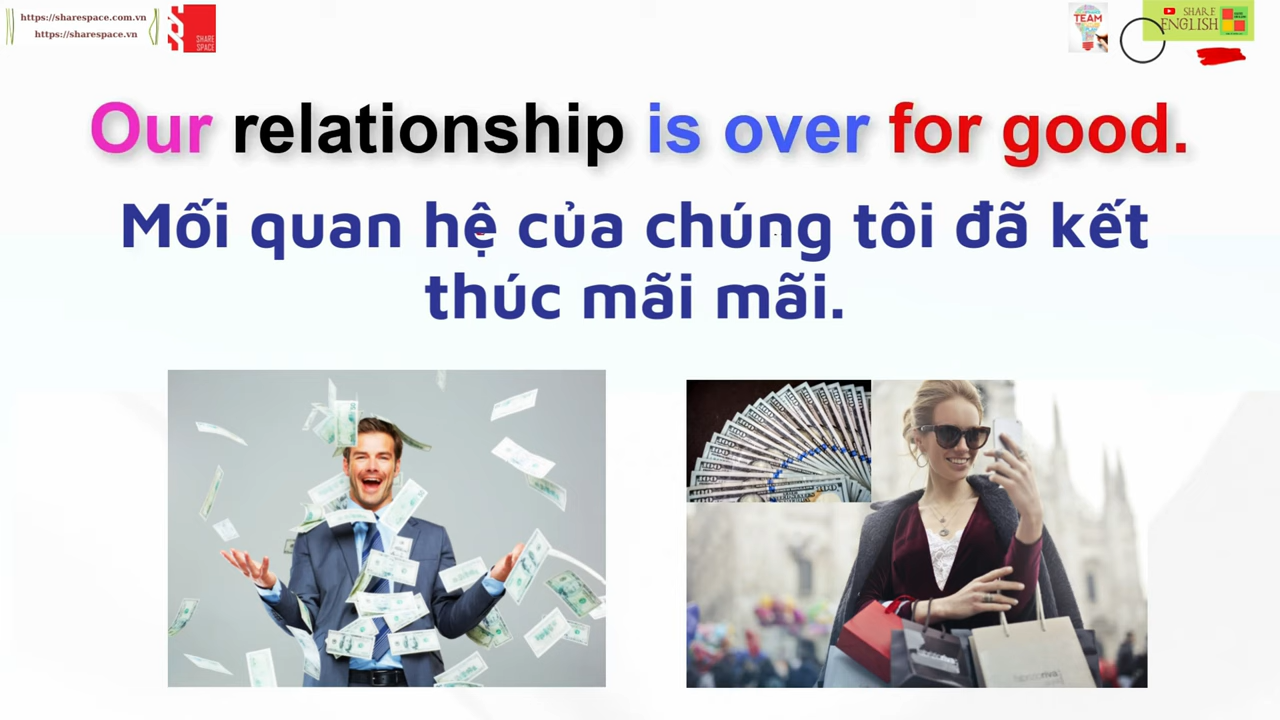 https://sharespace.com.vn
https://sharespace.vn
SHARE
SPACE
TEAM
SHARE
ENGLISH
Our relationship is over for good.
Mối quan hệ của chúng tôi đã kết
thúc mãi mãi.